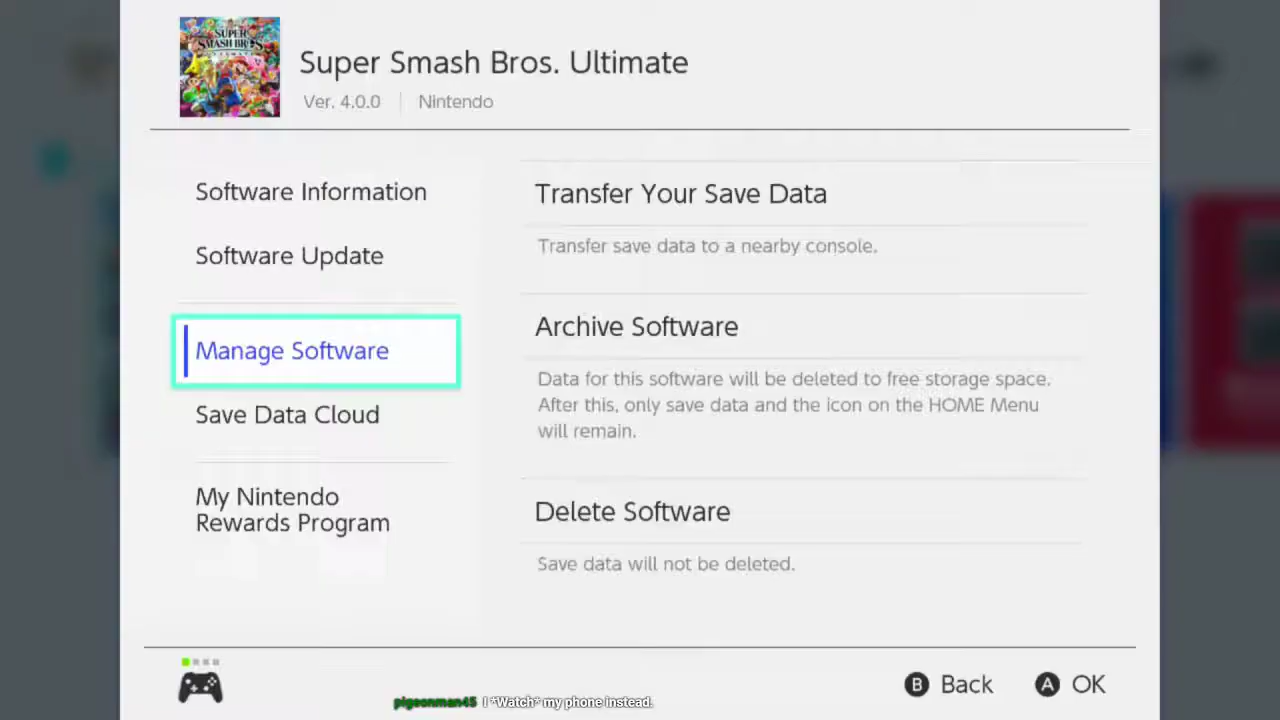 SUPER
SMASH BROS.
ULTIMATE
Super Smash Bros. Ultimate
Ver. 4.0.0 | Nintendo
Software Information
Software Update
Manage Software
Save Data Cloud
My Nintendo
Rewards Program
Transfer Your Save Data
Transfer save data to a nearby console.
Archive Software
Data for this software will be deleted to free storage space.
After this, only save data and the icon on the HOME Menu
will remain.
Delete Software
Save data will not be deleted.
B Back A OK
pigeonman45 I *Watch* my phone instead.